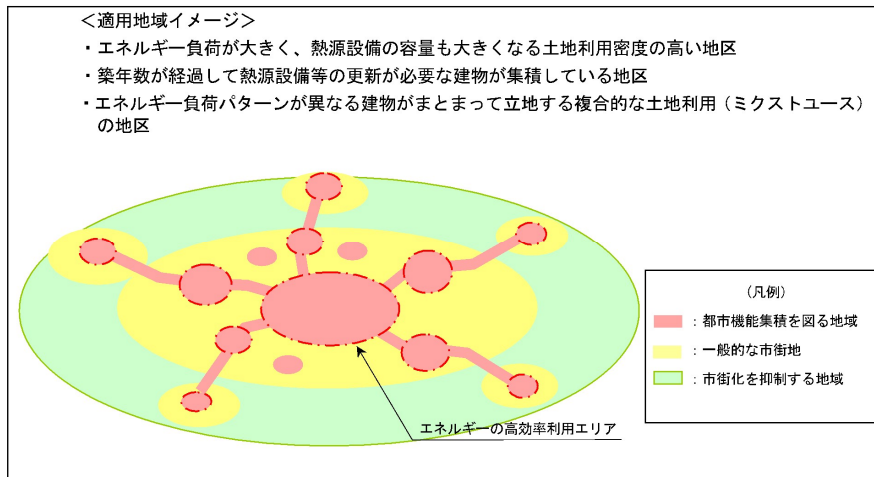 ＜適用地域イメージ＞
・エネルギー負荷が大きく、熱源設備の容量も大きくなる土地利用密度の高い地区
・築年数が経過して熱源設備等の更新が必要な建物が集積している地区
・エネルギー負荷パターンが異なる建物がまとまって立地する複合的な土地利用（ミクストユース）
の地区
（凡例）
：都市機能集積を図る地域
：一般的な市街地
：市街化を抑制する地域
エネルギーの高効率利用エリア